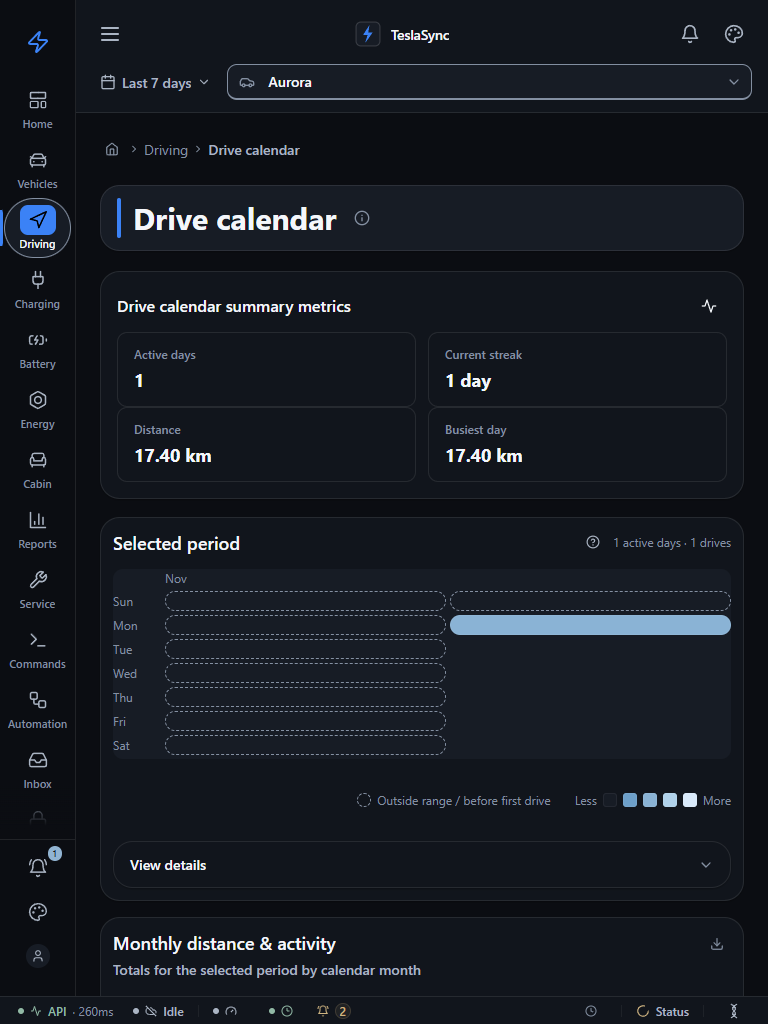 TeslaSync
Last 7 days
Aurora
Home
Vehicles
Driving
Charging
Battery
Energy
Cabin
Reports
Service
Commands
Automation
Inbox
1
Driving
Drive calendar
Drive calendar
Drive calendar summary metrics
Active days
1
Current streak
1 day
Distance
17.40 km
Busiest day
17.40 km
Selected period
1 active days · 1 drives
Nov
Sun
Mon
Tue
Wed
Thu
Fri
Sat
Outside range / before first drive
Less
More
View details
Monthly distance & activity
Totals for the selected period by calendar month
API · 260ms
Idle
2
Status